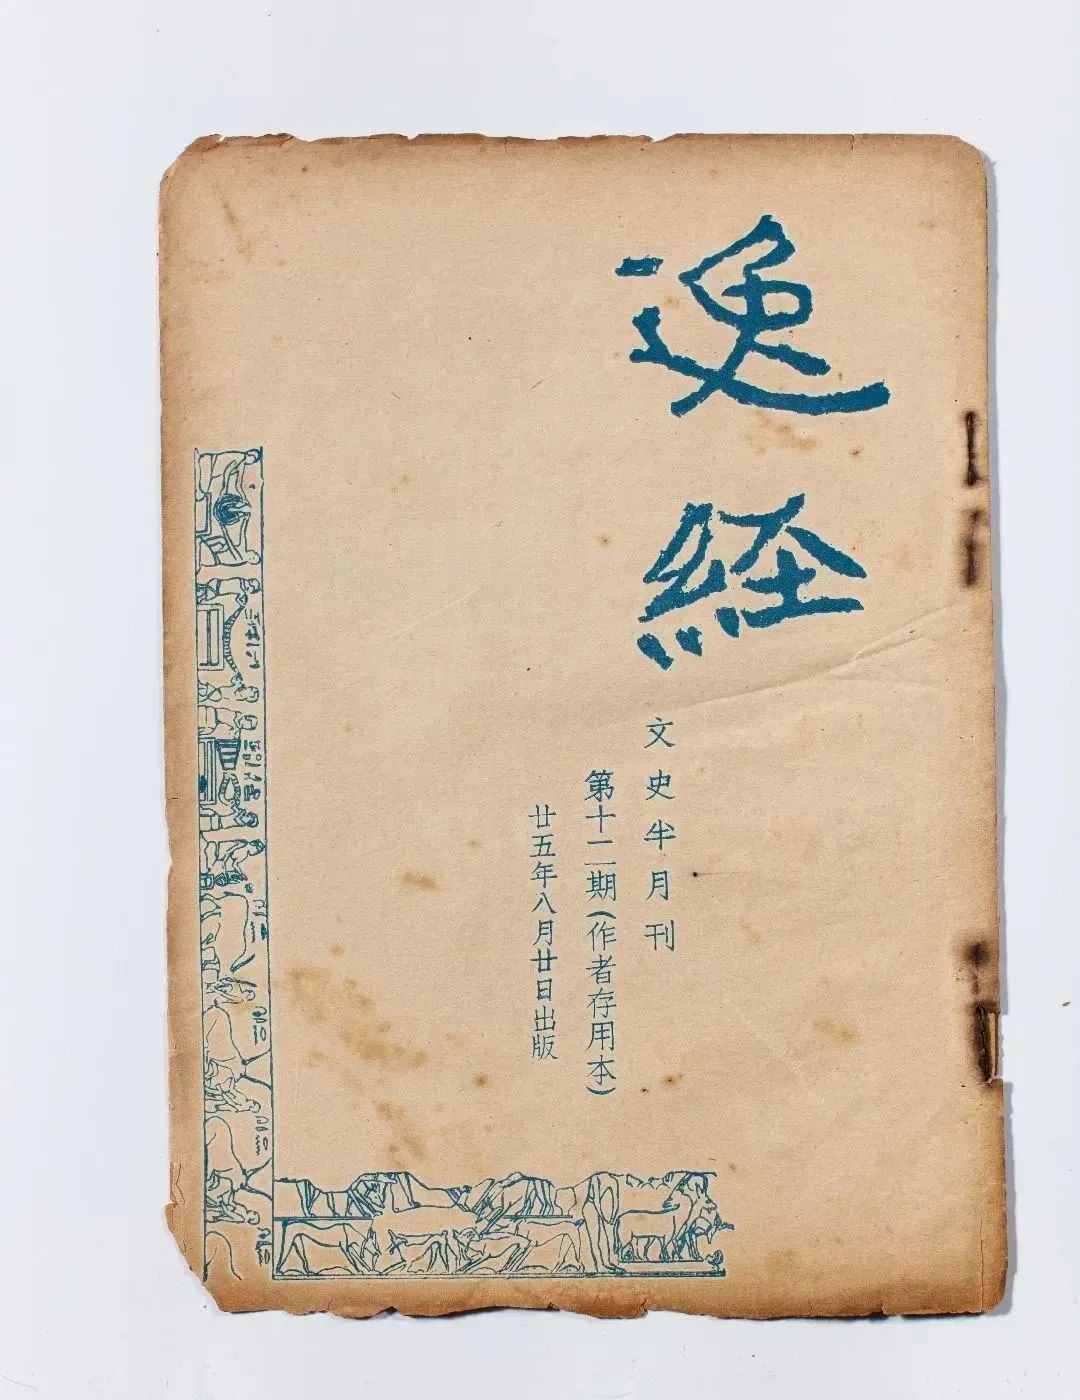 逸經
文史半月刊
第十二期(作者存用本)
廿五年八月廿日出版